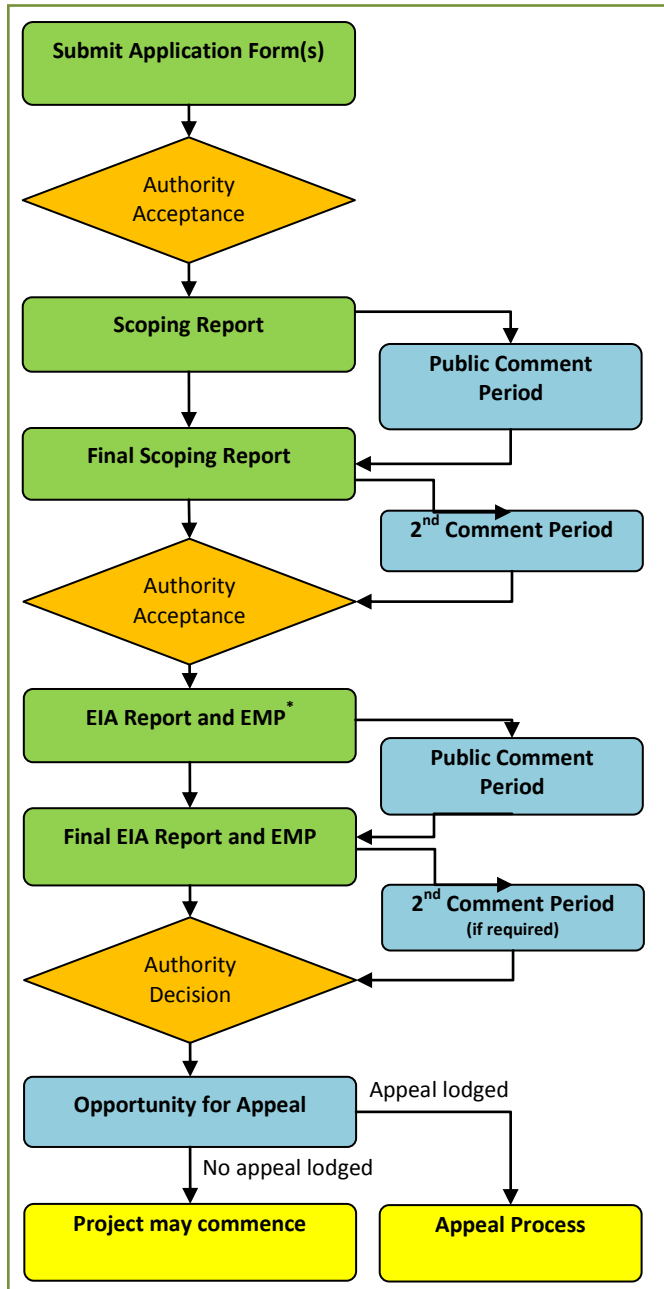 Submit Application Form(s)
Authority
Acceptance
Scoping Report
Public Comment
Period
Final Scoping Report
2nd Comment Period
Authority
Acceptance
EIA Report and EMP*
Public Comment
Period
Final EIA Report and EMP
2nd Comment Period
(if required)
Authority
Decision
Opportunity for Appeal
Appeal lodged
No appeal lodged
Project may commence
Appeal Process